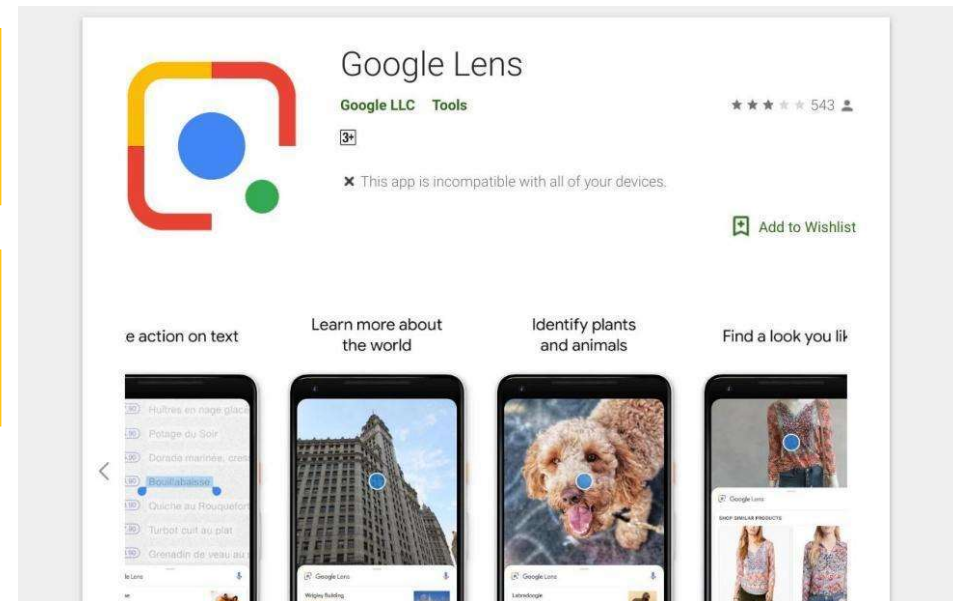 Google Lens
Google LLC Tools
543
3+
This app is incompatible with all of your devices.
Add to Wishlist
e action on text
Learn more about
the world
Identify plants
and animals
Find a look you lik
Huîtres en nage glacé
Potage du Soir
Dorade marinée, cres
Bouillabaisse
Quiche au Rouquefort
Turbot cuit au plat
Grenadin de veau au
Google Lens
Wrigley Building
Google Lens
Labradoogle
Google Lens
SHOP SIMILAR PRODUCTS